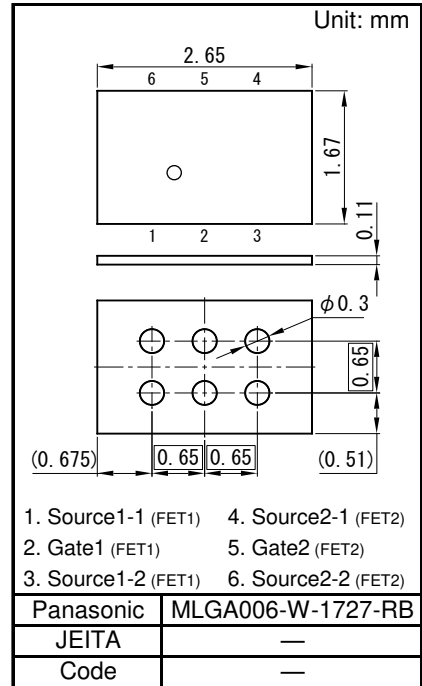 Unit: mm
2.65
6 5 4
1.67
1 2 3
0.11
φ0.3
0.65
(0.675) 0.65 0.65 (0.51)
1. Source1-1 (FET1) 4. Source2-1 (FET2)
2. Gate1 (FET1) 5. Gate2 (FET2)
3. Source1-2 (FET1) 6. Source2-2 (FET2)
Panasonic MLGA006-W-1727-RB
JEITA —
Code —